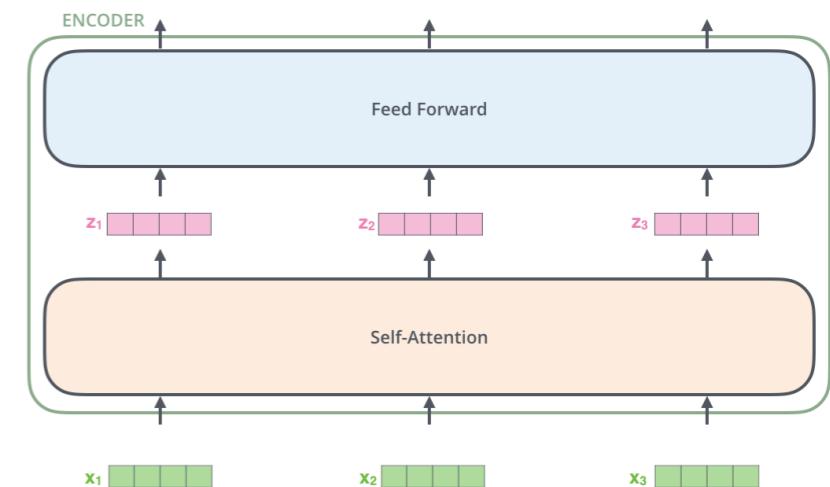 ENCODER
Feed Forward
z₁ z₂ z₃
Self-Attention
x₁ x₂ x₃